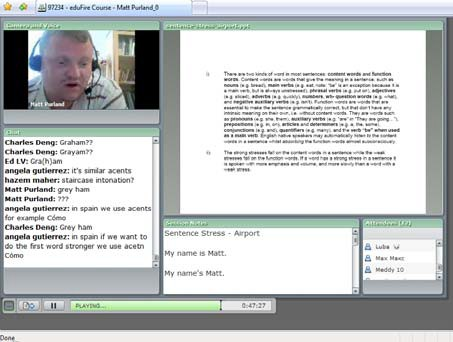 97234 - eduFire Course - Matt Purland_0
Camera and Voice
Matt Purland
Chat
Charles Deng: Graham??
Charles Deng: Grayam??
Ed LV: Gra(h)am
angela gutierrez: it's similar accents
hazem maher: staircase intonation?
Matt Purland: grey ham
Matt Purland: ???
angela gutierrez: in spain we use accents
for example Cómo
Charles Deng: Grey ham
angela gutierrez: in spain if we want to
do the first word stronger we use acetn
Cómo
sentence-stress-airport.ppt
i)
There are two kinds of word in most sentences: content words and function
words. Content words are words that give the meaning in a sentence, such as
nouns (e.g. bread), main verbs (e.g. eat, note: "be" is an exception because it is
a main verb, but is always unstressed), phrasal verbs (e.g. put on), adjectives
(e.g. sliced), adverbs (e.g. quickly), numbers, wh- question words (e.g. what),
and negative auxiliary verbs (e.g. isn't). Function words are words that are
essential to make the sentence grammatically correct, but that don't have any
intrinsic meaning on their own, i.e. without content words. They are words such
as pronouns (e.g. she, them), auxiliary verbs (e.g. "are" in "They are going..."),
prepositions (e.g. in, on), articles and determiners (e.g. a, the, some),
conjunctions (e.g. and), quantifiers (e.g. many), and the verb "be" when used
as a main verb. English native speakers may automatically listen to the content
words in a sentence whilst absorbing the function words almost subconsciously.
ii)
The strong stresses fall on the content words in a sentence while the weak
stresses fall on the function words. If a word has a strong stress in a sentence it
is spoken with more emphasis and volume, and more slowly than a word with a
weak stress.
Session Notes
Sentence Stress - Airport
My name is Matt.
My name's Matt.
Attendees (12)
Luba
Max Макс
Meddy 10
PLAYING...
0:47:27
Done